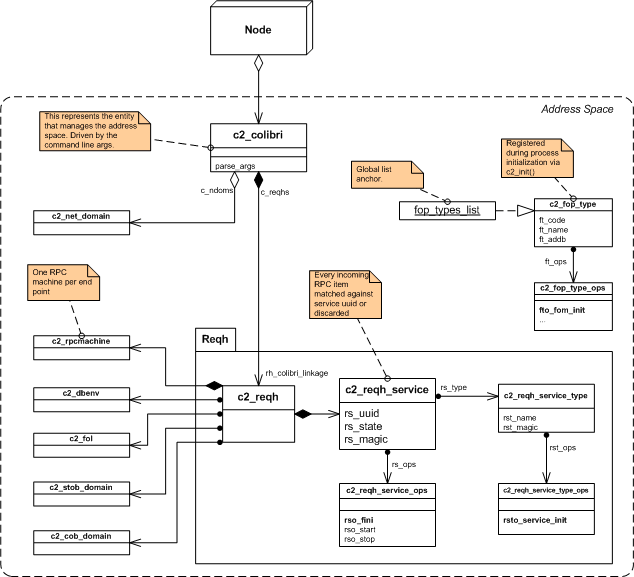 Node
Address Space
This represents the entity
that manages the address
space. Driven by the
command line args.
c2_colibri
parse_args
c_ndoms
c_reqhs
Registered
during process
initialization via
c2_init()
Global list
anchor.
fop_types_list
c2_fop_type
ft_code
ft_name
ft_addb
ft_ops
c2_net_domain
c2_fop_type_ops
fto_fom_init
...
One RPC
machine per end
point
Every incoming
RPC item
matched against
service uuid or
discarded
c2_rpcmachine
Reqh
rh_colibri_linkage
c2_reqh
c2_dbenv
c2_fol
c2_stob_domain
c2_cob_domain
c2_reqh_service
rs_uuid
rs_state
rs_magic
rs_type
c2_reqh_service_type
rst_name
rst_magic
rs_ops
rst_ops
c2_reqh_service_ops
rso_fini
rso_start
rso_stop
c2_reqh_service_type_ops
rsto_service_init